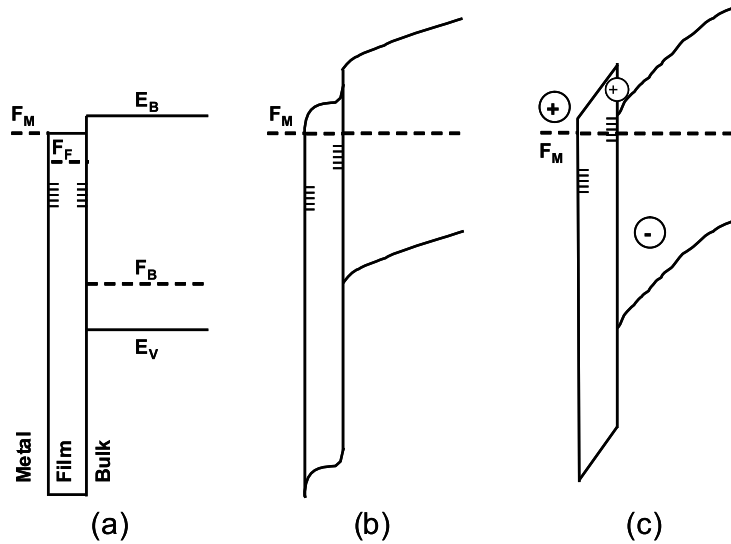 F_M
E_B
F_F
F_B
E_V
Metal
Film
Bulk
(a)
F_M
(b)
+
+
F_M
-
(c)